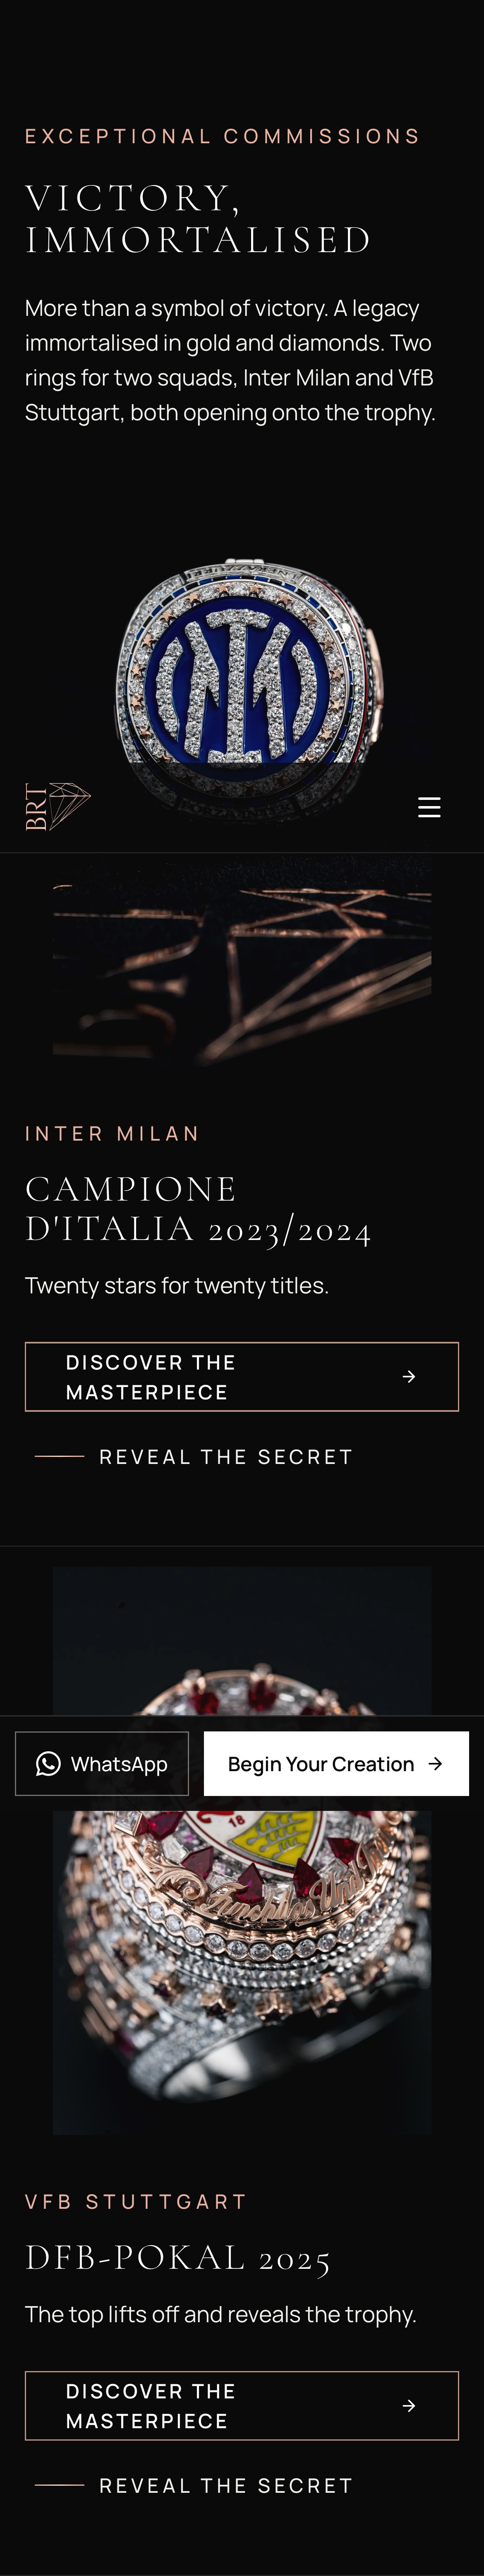 EXCEPTIONAL COMMISSIONS
VICTORY,
IMMORTALISED
More than a symbol of victory. A legacy
immortalised in gold and diamonds. Two
rings for two squads, Inter Milan and VfB
Stuttgart, both opening onto the trophy.
BRT
INTER MILAN
CAMPIONE
D'ITALIA 2023/2024
Twenty stars for twenty titles.
DISCOVER THE
MASTERPIECE
REVEAL THE SECRET
WhatsApp
Begin Your Creation
18
VFB STUTTGART
DFB-POKAL 2025
The top lifts off and reveals the trophy.
DISCOVER THE
MASTERPIECE
REVEAL THE SECRET